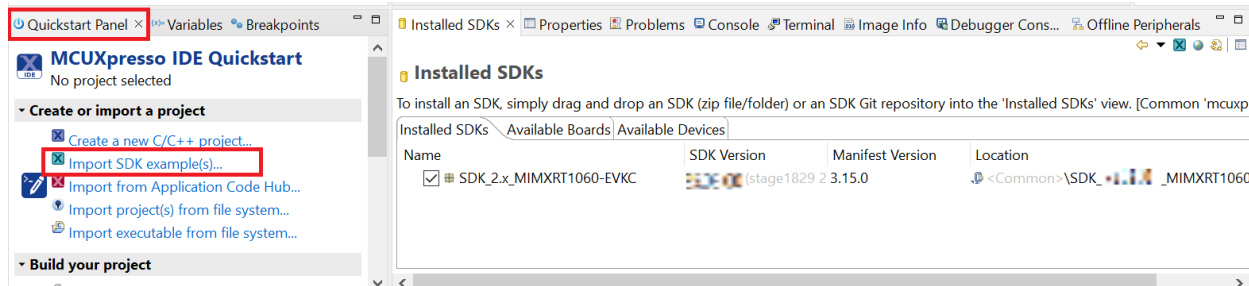 Quickstart Panel
Variables
Breakpoints
MCUXpresso IDE Quickstart
IDE
No project selected
Create or import a project
Create a new C/C++ project...
Import SDK example(s)...
Import from Application Code Hub...
Import project(s) from file system...
Import executable from file system...
Build your project
Installed SDKs
Properties
Problems
Console
Terminal
Image Info
Debugger Cons...
Offline Peripherals
Installed SDKs
To install an SDK, simply drag and drop an SDK (zip file/folder) or an SDK Git repository into the 'Installed SDKs' view. [Common 'mcuxp
Installed SDKs Available Boards Available Devices
Name SDK Version Manifest Version Location
SDK_2.x_MIMXRT1060-EVKC (stage1829 2 3.15.0 <Common>\SDK_ _MIMXRT1060